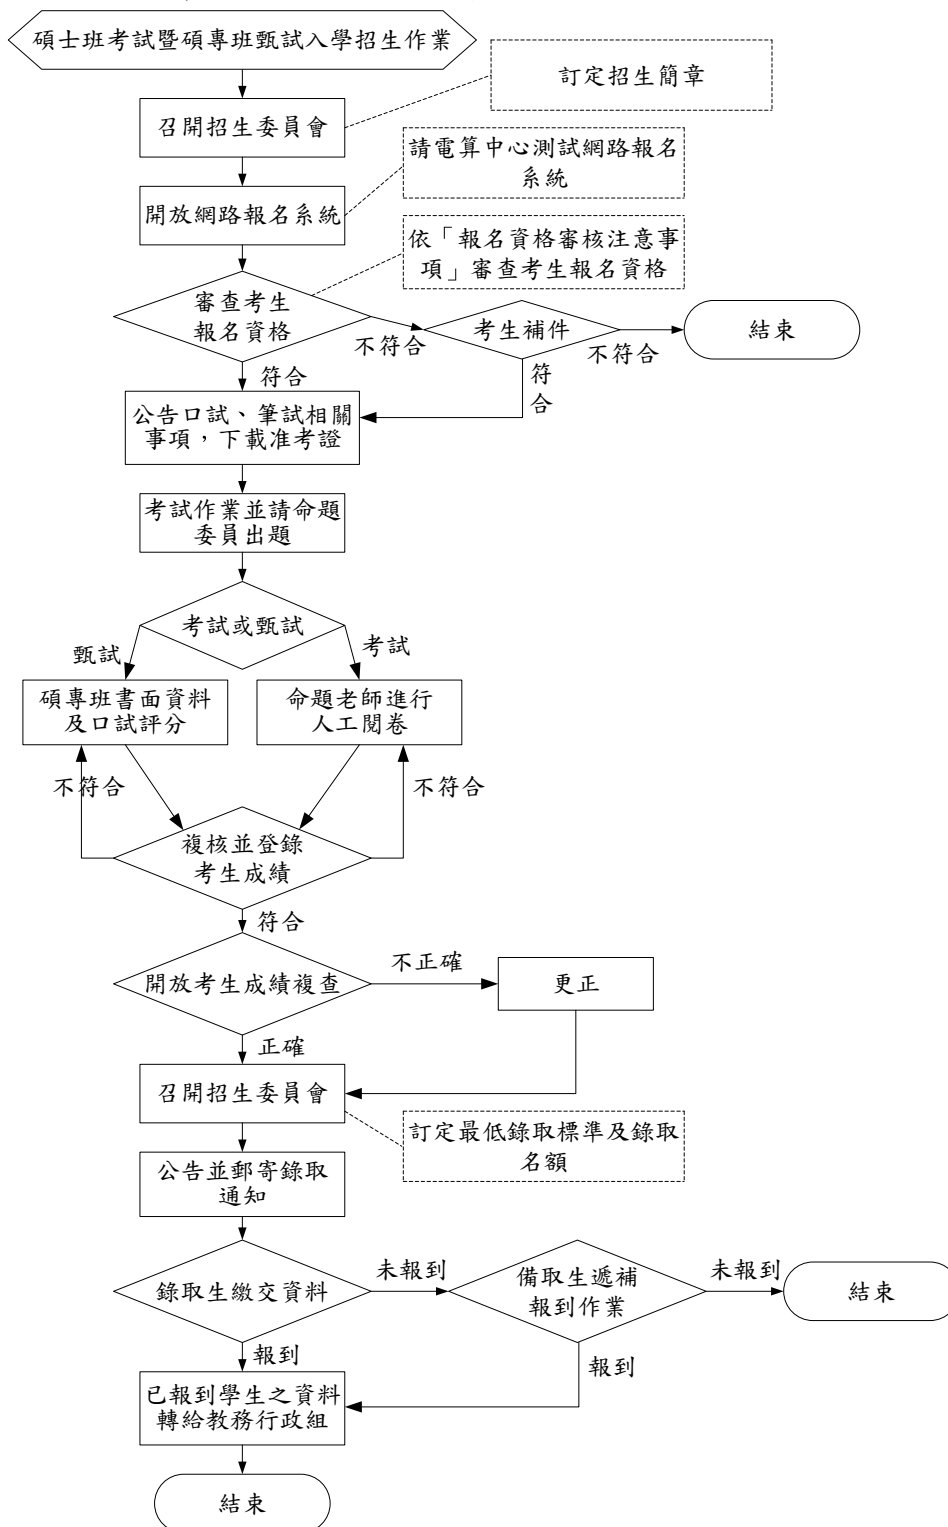 碩士班考試暨碩專班甄試入學招生作業
訂定招生簡章
召開招生委員會
請電算中心測試網路報名
系統
開放網路報名系統
依「報名資格審核注意事
項」審查考生報名資格
審查考生
報名資格
不符合
考生補件
不符合
結束
符合
符
合
公告口試、筆試相關
事項，下載准考證
考試作業並請命題
委員出題
考試或甄試
甄試
考試
碩專班書面資料
及口試評分
命題老師進行
人工閱卷
不符合
不符合
複核並登錄
考生成績
符合
開放考生成績複查
不正確
更正
正確
召開招生委員會
訂定最低錄取標準及錄取
名額
公告並郵寄錄取
通知
錄取生繳交資料
未報到
備取生遞補
報到作業
未報到
結束
報到
報到
已報到學生之資料
轉給教務行政組
結束